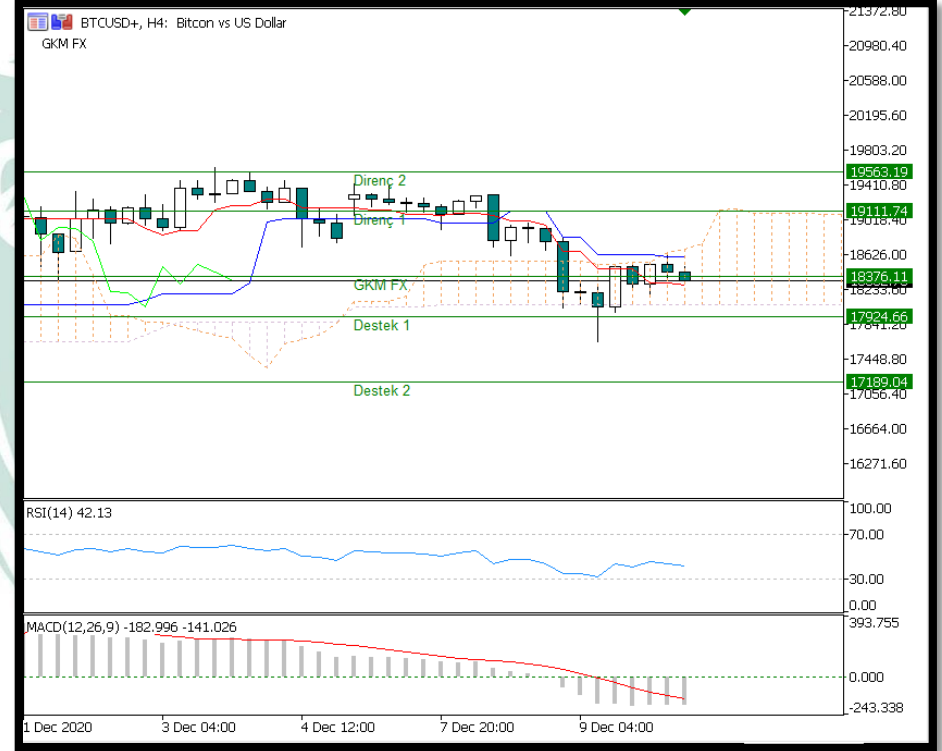 BTCUSD+, H4: Bitcon vs US Dollar
GKM FX
21372.80
20980.40
20588.00
20195.60
19803.20
19563.19
Direnç 2
19410.80
19111.74
Direnç 1
19018.40
18626.00
18376.11
GKM FX
18233.60
17924.66
Destek 1
17841.20
17448.80
17189.04
Destek 2
17056.40
16664.00
16271.60
RSI(14) 42.13
100.00
70.00
30.00
0.00
MACD(12,26,9) -182.996 -141.026
393.755
0.000
-243.338
1 Dec 2020
3 Dec 04:00
4 Dec 12:00
7 Dec 20:00
9 Dec 04:00